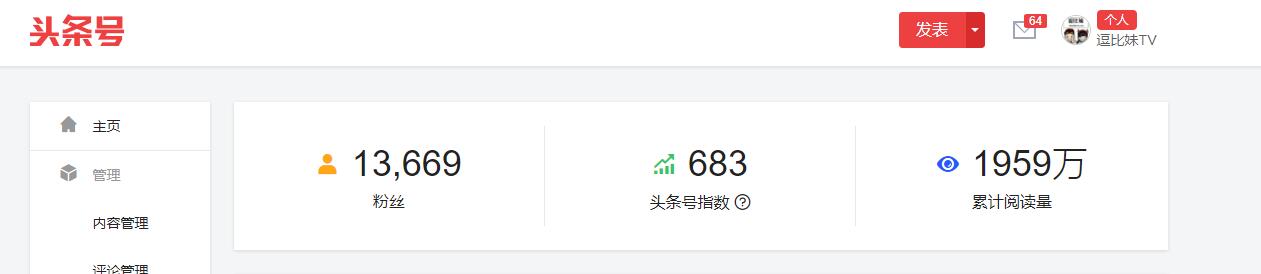 头条号
发表
64
个人
逗比妹TV
主页
管理
内容管理
评论管理
13,669
粉丝
683
头条号指数
1959万
累计阅读量